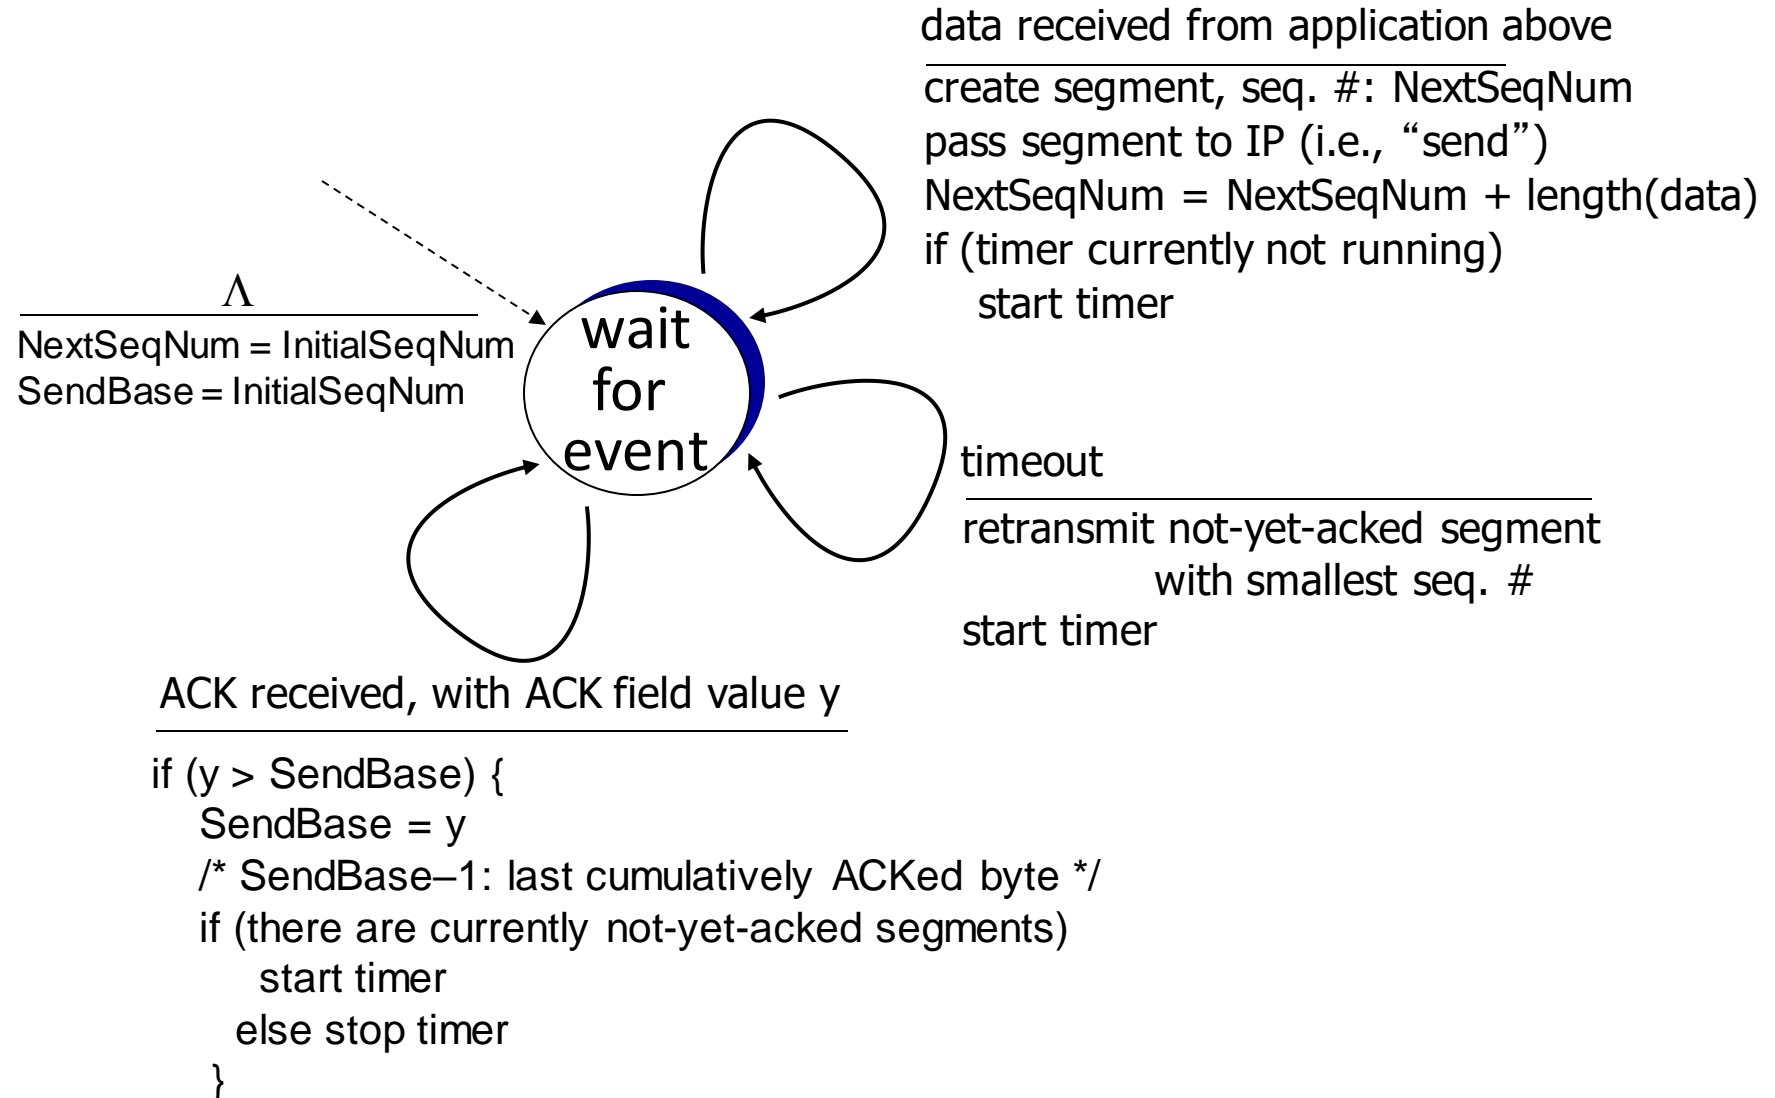 data received from application above
create segment, seq. #: NextSeqNum
pass segment to IP (i.e., “send”)
NextSeqNum = NextSeqNum + length(data)
if (timer currently not running)
start timer
Λ
NextSeqNum = InitialSeqNum
SendBase = InitialSeqNum
wait
for
event
timeout
retransmit not-yet-acked segment
with smallest seq. #
start timer
ACK received, with ACK field value y
if (y > SendBase) {
SendBase = y
/* SendBase–1: last cumulatively ACKed byte */
if (there are currently not-yet-acked segments)
start timer
else stop timer
}